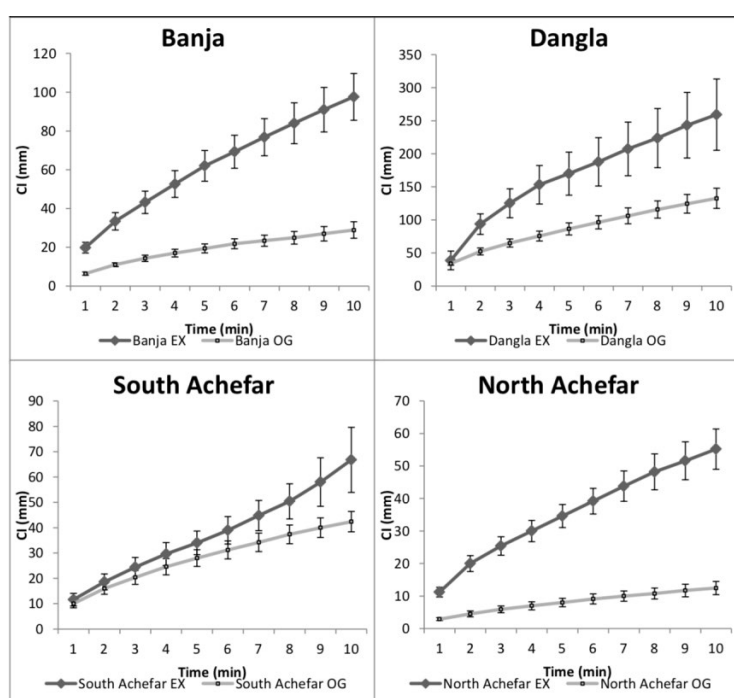 Banja
120
100
80
60
40
20
0
CI (mm)
1 2 3 4 5 6 7 8 9 10
Time (min)
Banja EX Banja OG
Dangla
350
300
250
200
150
100
50
0
CI (mm)
1 2 3 4 5 6 7 8 9 10
Time (min)
Dangla EX Dangla OG
South Achefar
90
80
70
60
50
40
30
20
10
0
CI (mm)
1 2 3 4 5 6 7 8 9 10
Time (min)
South Achefar EX South Achefar OG
North Achefar
70
60
50
40
30
20
10
0
CI (mm)
1 2 3 4 5 6 7 8 9 10
Time (min)
North Achefar EX North Achefar OG